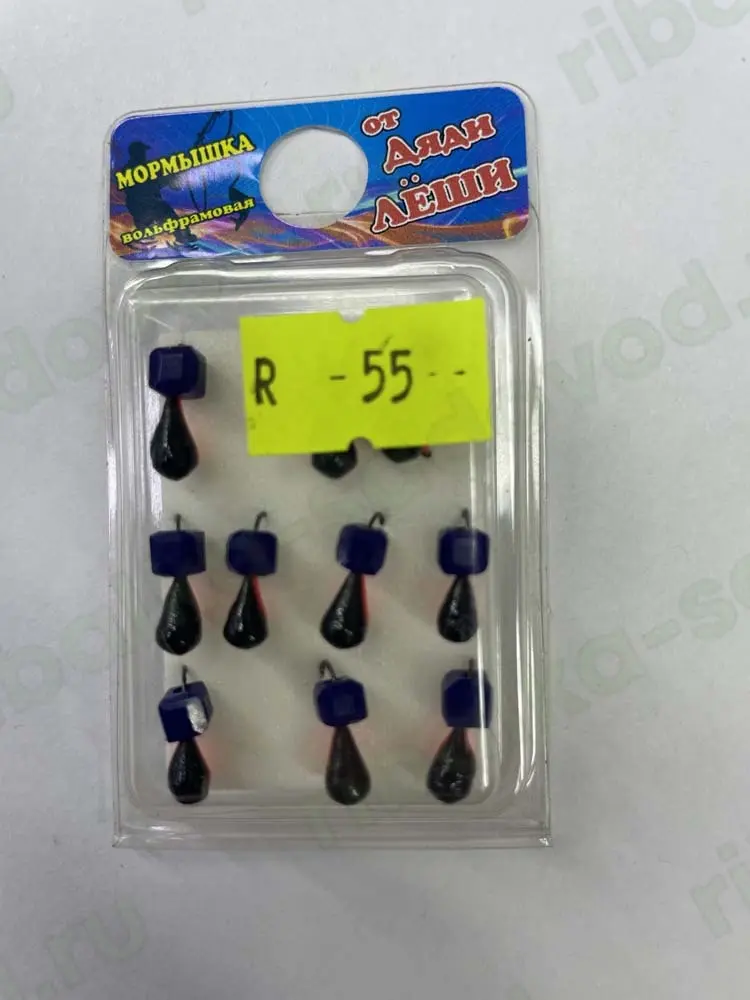 МОРМЫШКА
вольфрамовая
от
Дяди
ЛЁШИ
R - 55 --